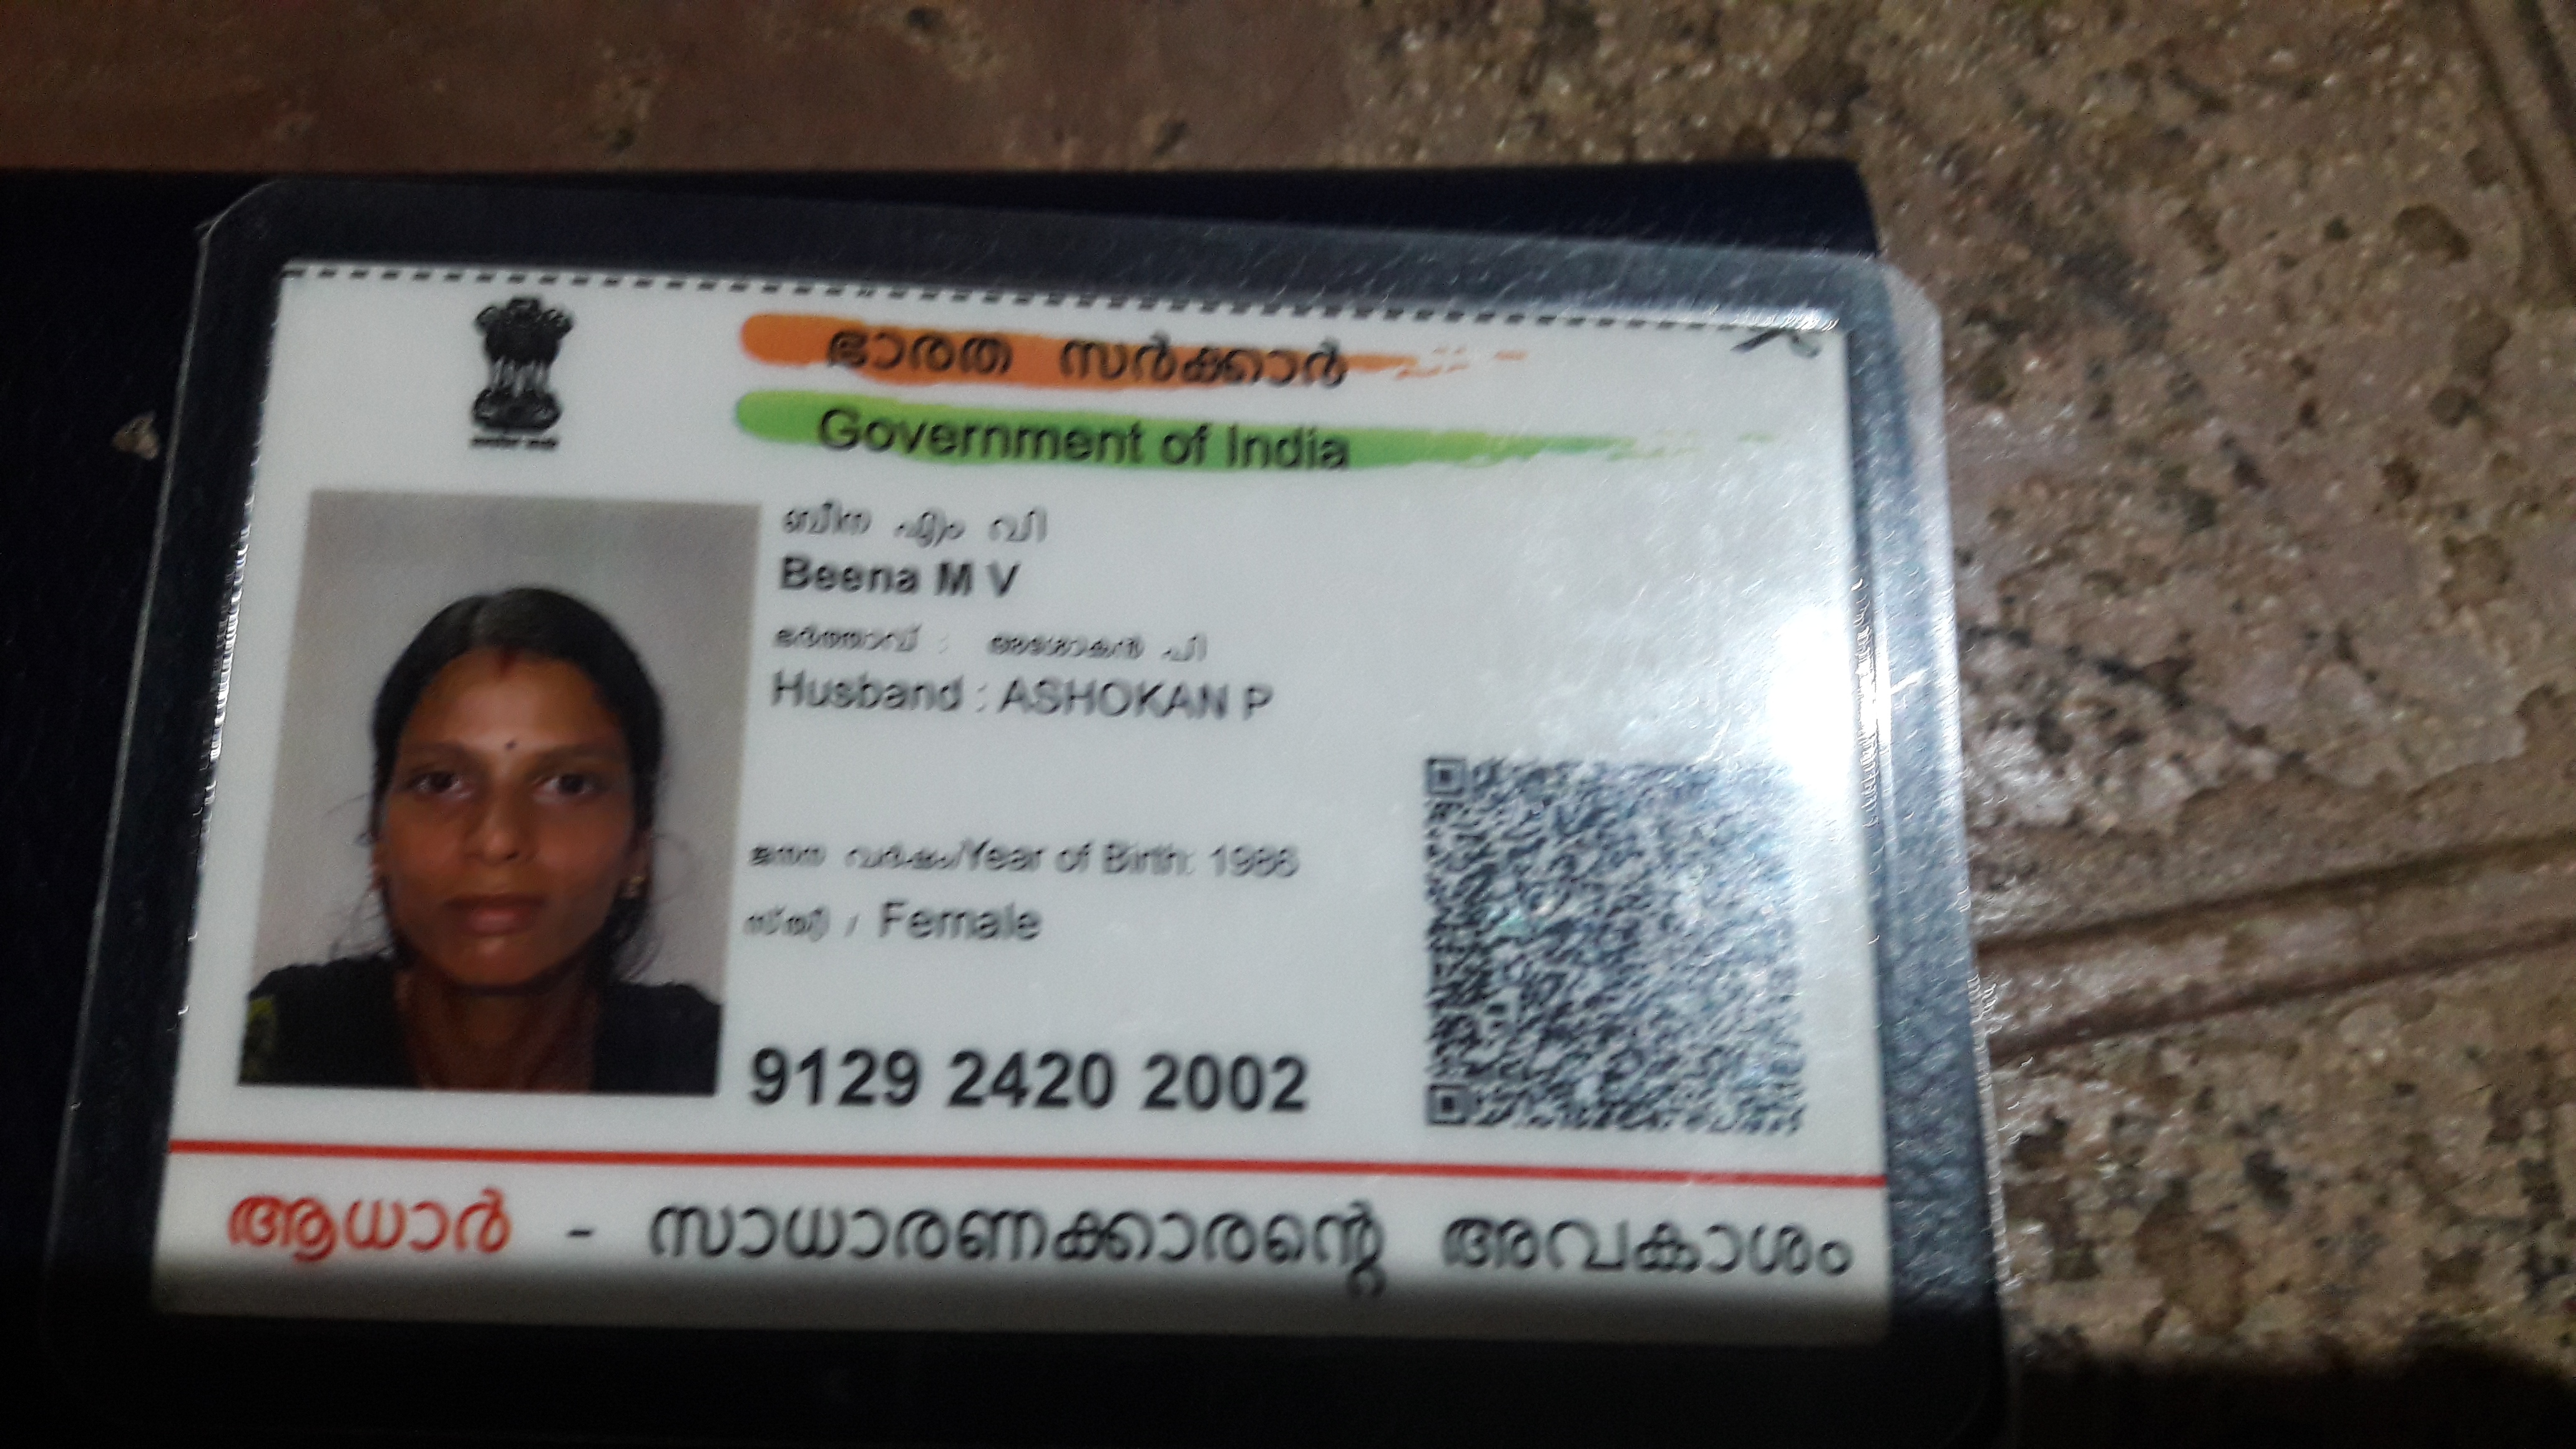 ഭാരത സർക്കാർ
Government of India
ബീന എം വി
Beena M V
ഭർത്താവ് : അശോകൻ പി
Husband : ASHOKAN P
ജനന വർഷം/Year of Birth: 1986
സ്ത്രീ / Female
9129 2420 2002
ആധാർ - സാധാരണക്കാരന്റെ അവകാശം